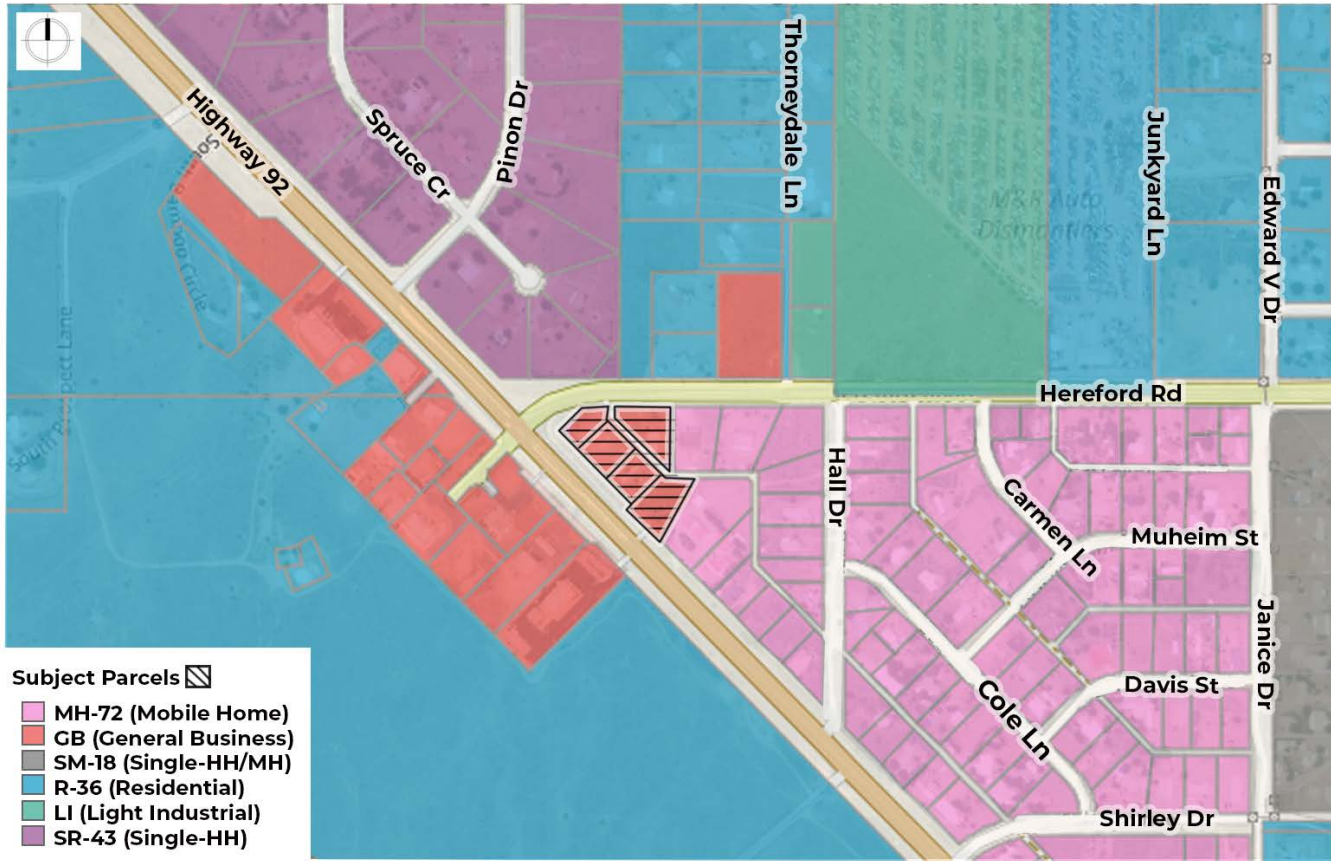 Highway 92
Spruce Cr
Pinon Dr
Thorneydale Ln
Junkyard Ln
Edward V Dr
M&R Auto
Dismantlers
South
Circle
South Prospect Lane
Hereford Rd
Hall Dr
Carmen Ln
Muheim St
Janice Dr
Cole Ln
Davis St
Shirley Dr
Subject Parcels
MH-72 (Mobile Home)
GB (General Business)
SM-18 (Single-HH/MH)
R-36 (Residential)
LI (Light Industrial)
SR-43 (Single-HH)